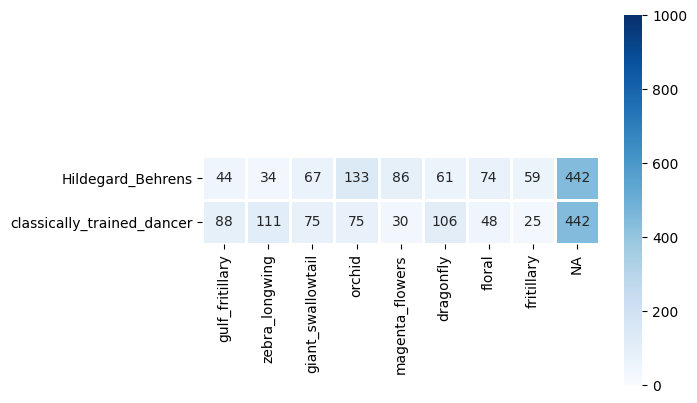 1000
800
600
400
200
0
Hildegard_Behrens 44 34 67 133 86 61 74 59 442
classically_trained_dancer 88 111 75 75 30 106 48 25 442
gulf_fritillary
zebra_longwing
giant_swallowtail
orchid
magenta_flowers
dragonfly
floral
fritillary
NA